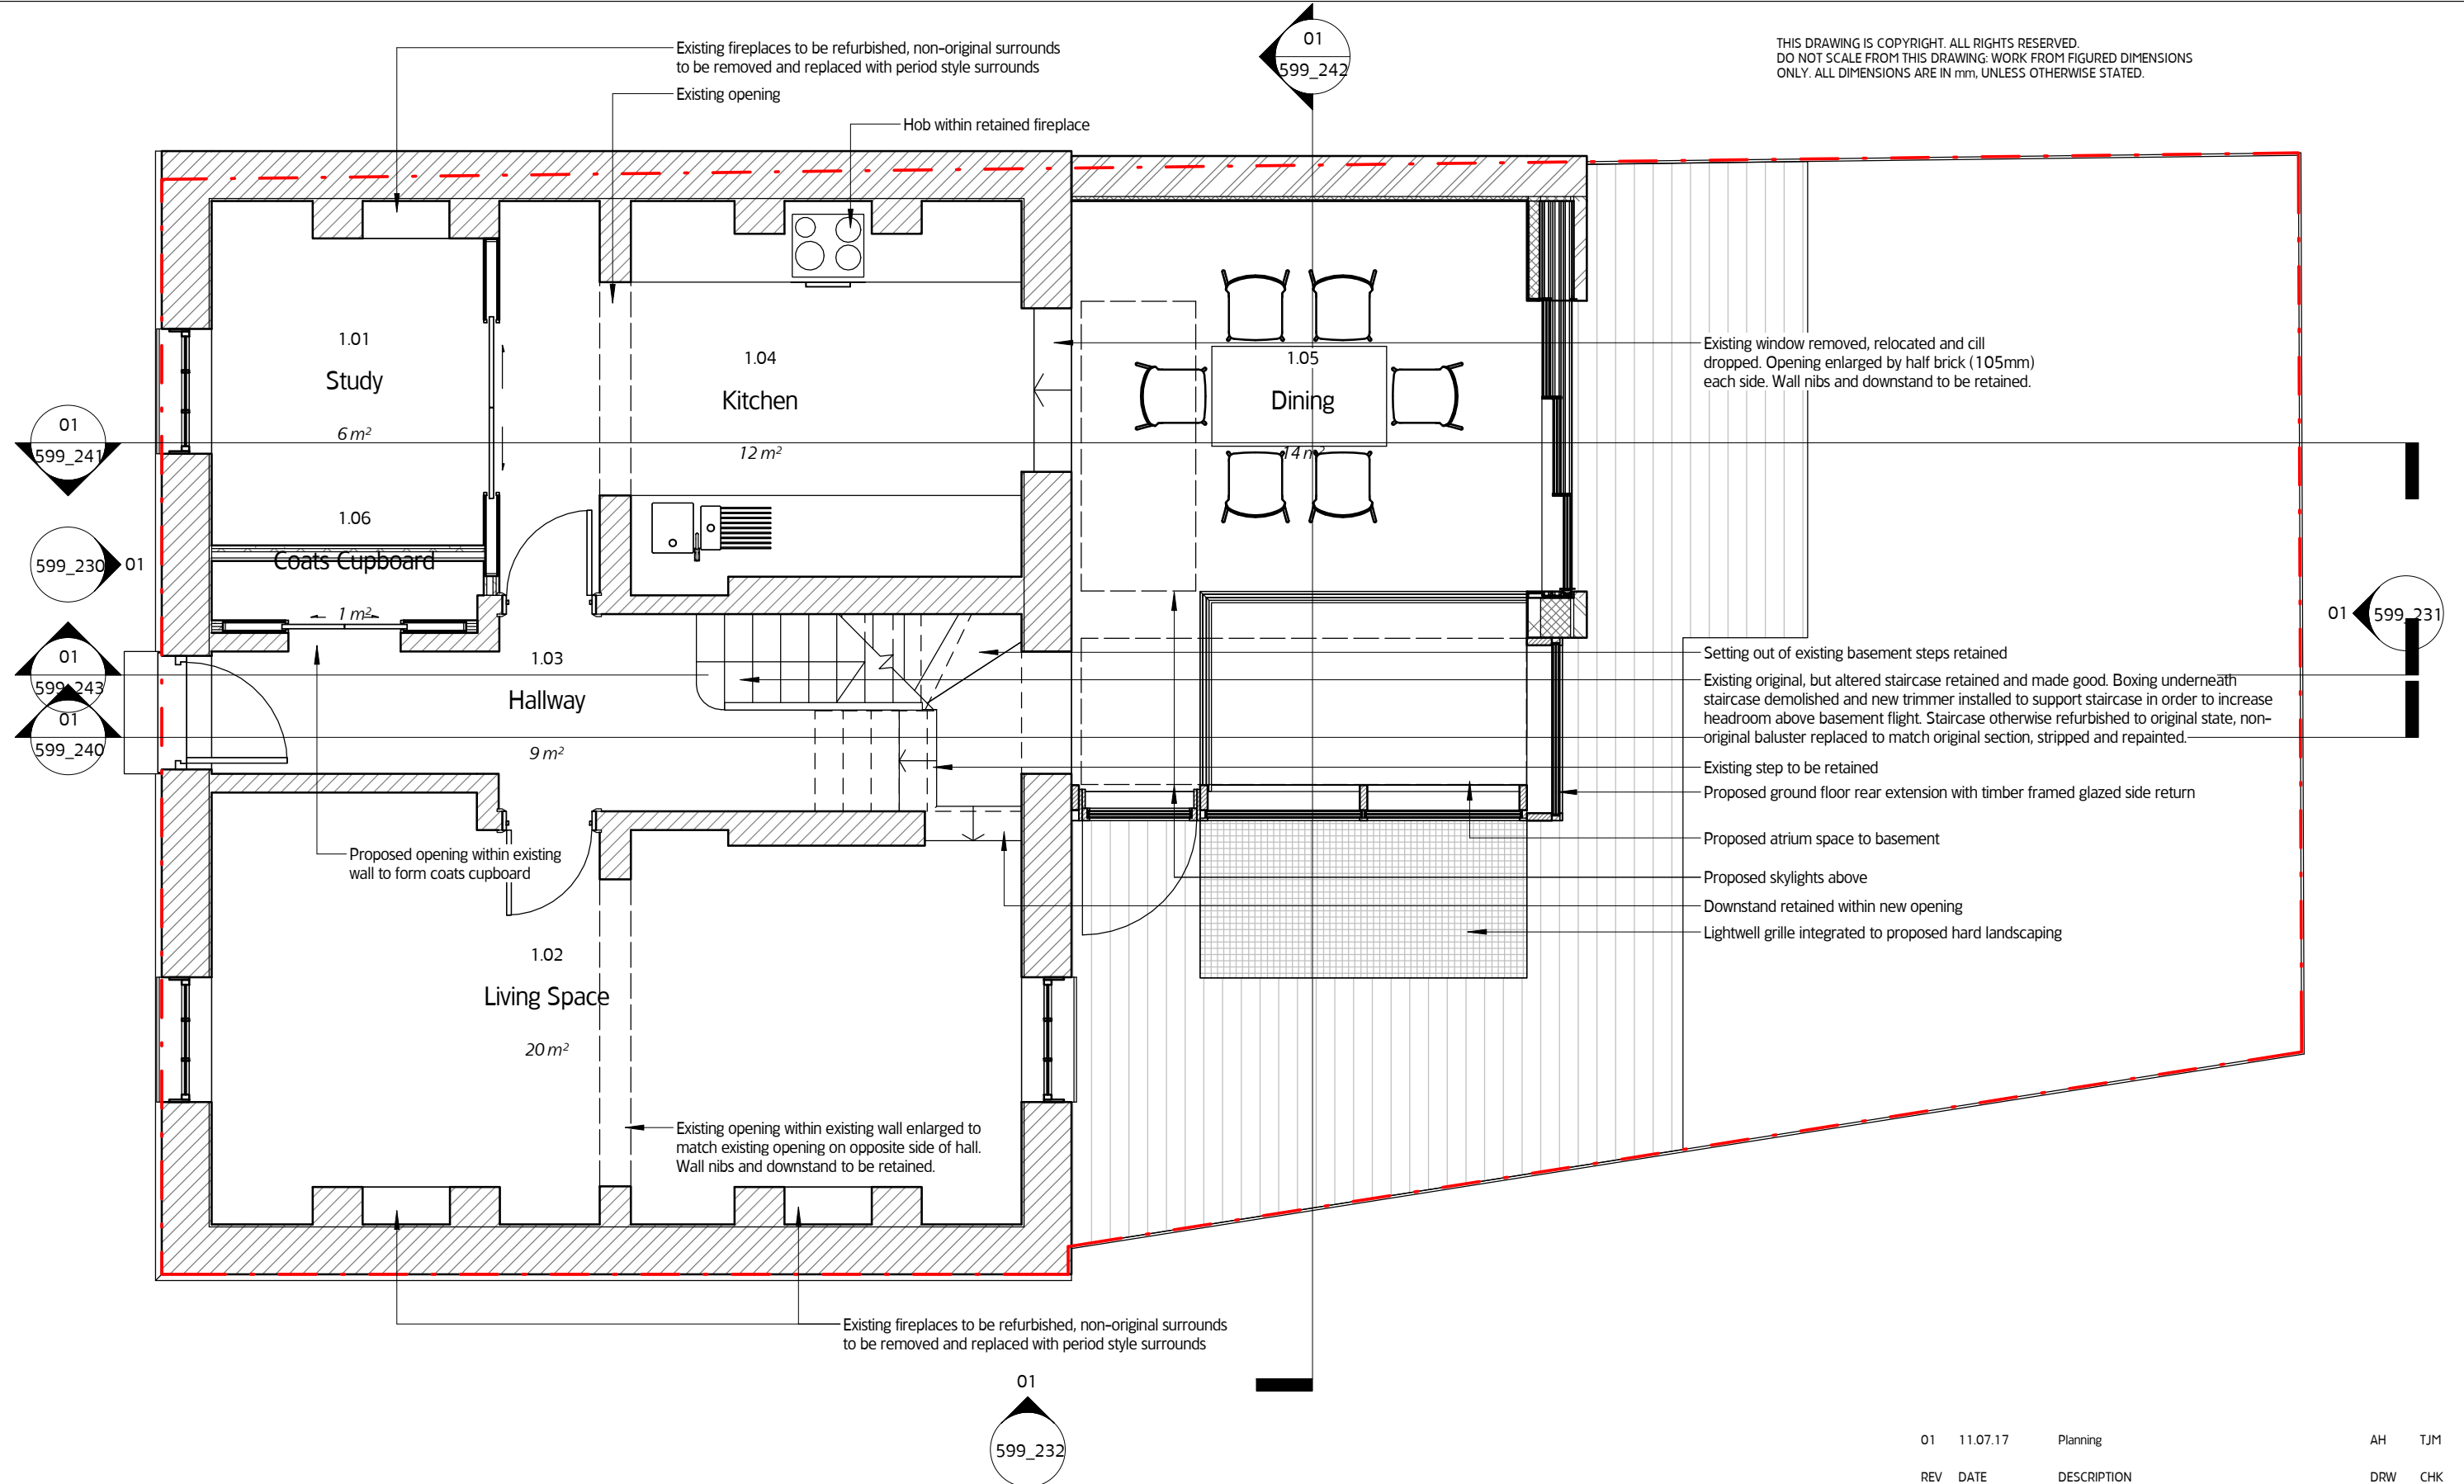 THIS DRAWING IS COPYRIGHT. ALL RIGHTS RESERVED.
DO NOT SCALE FROM THIS DRAWING: WORK FROM FIGURED DIMENSIONS
ONLY. ALL DIMENSIONS ARE IN mm, UNLESS OTHERWISE STATED.
01
599_242
Existing fireplaces to be refurbished, non-original surrounds
to be removed and replaced with period style surrounds
Existing opening
Hob within retained fireplace
1.01
Study
6 m²
1.04
Kitchen
12 m²
1.05
Dining
14 m²
Existing window removed, relocated and cill
dropped. Opening enlarged by half brick (105mm)
each side. Wall nibs and downstand to be retained.
01
599_241
1.06
Coats Cupboard
1 m²
599_230
01
01
599_243
01
599_240
1.03
Hallway
9 m²
01
599_231
Setting out of existing basement steps retained
Existing original, but altered staircase retained and made good. Boxing underneath
staircase demolished and new trimmer installed to support staircase in order to increase
headroom above basement flight. Staircase otherwise refurbished to original state, non-
original baluster replaced to match original section, stripped and repainted.
Existing step to be retained
Proposed ground floor rear extension with timber framed glazed side return
Proposed atrium space to basement
Proposed skylights above
Downstand retained within new opening
Lightwell grille integrated to proposed hard landscaping
Proposed opening within existing
wall to form coats cupboard
1.02
Living Space
20 m²
Existing opening within existing wall enlarged to
match existing opening on opposite side of hall.
Wall nibs and downstand to be retained.
Existing fireplaces to be refurbished, non-original surrounds
to be removed and replaced with period style surrounds
01
599_232
01 11.07.17 Planning AH TJM
REV DATE DESCRIPTION DRW CHK